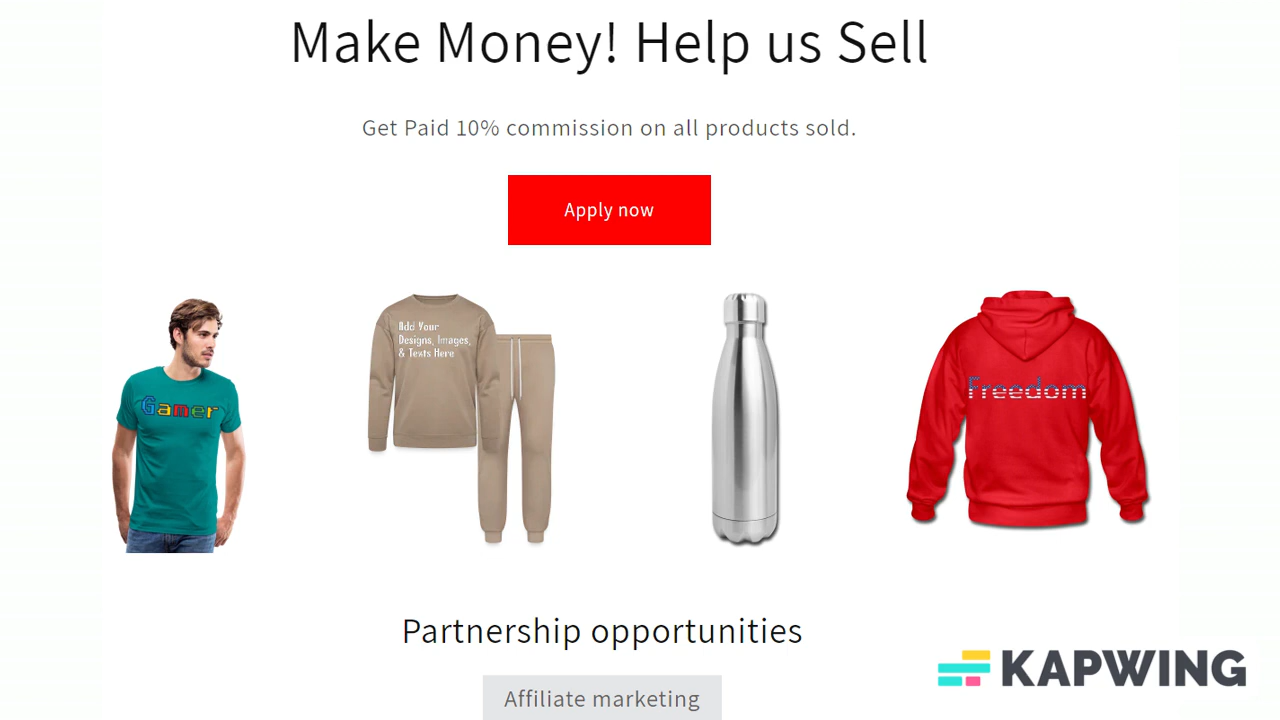 Make Money! Help us Sell
Get Paid 10% commission on all products sold.
Apply now
Gamer
Add Your
Designs, Images,
& Texts Here
Freedom
Partnership opportunities
Affiliate marketing
KAPWING